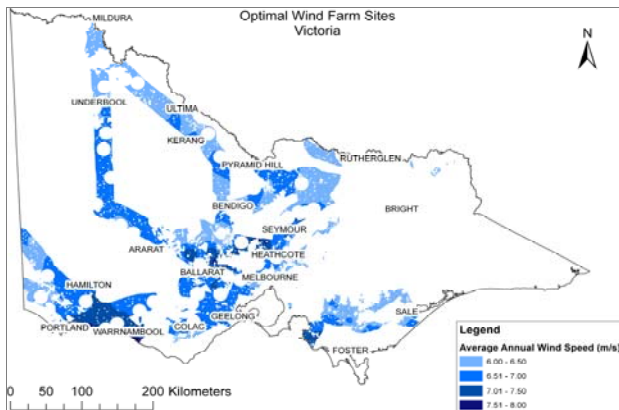 Optimal Wind Farm Sites
Victoria
N
MILDURA
UNDERBOOL
ULTIMA
KERANG
PYRAMID HILL
RUTHERGLEN
BENDIGO
BRIGHT
SEYMOUR
ARARAT
HEATHCOTE
BALLARAT
MELBOURNE
HAMILTON
GEELONG
SALE
PORTLAND
WARRNAMBOOL
COLAC
FOSTER
Legend
Average Annual Wind Speed (m/s)
6.00 - 6.50
6.51 - 7.00
7.01 - 7.50
7.51 - 8.00
0 50 100 200 Kilometers